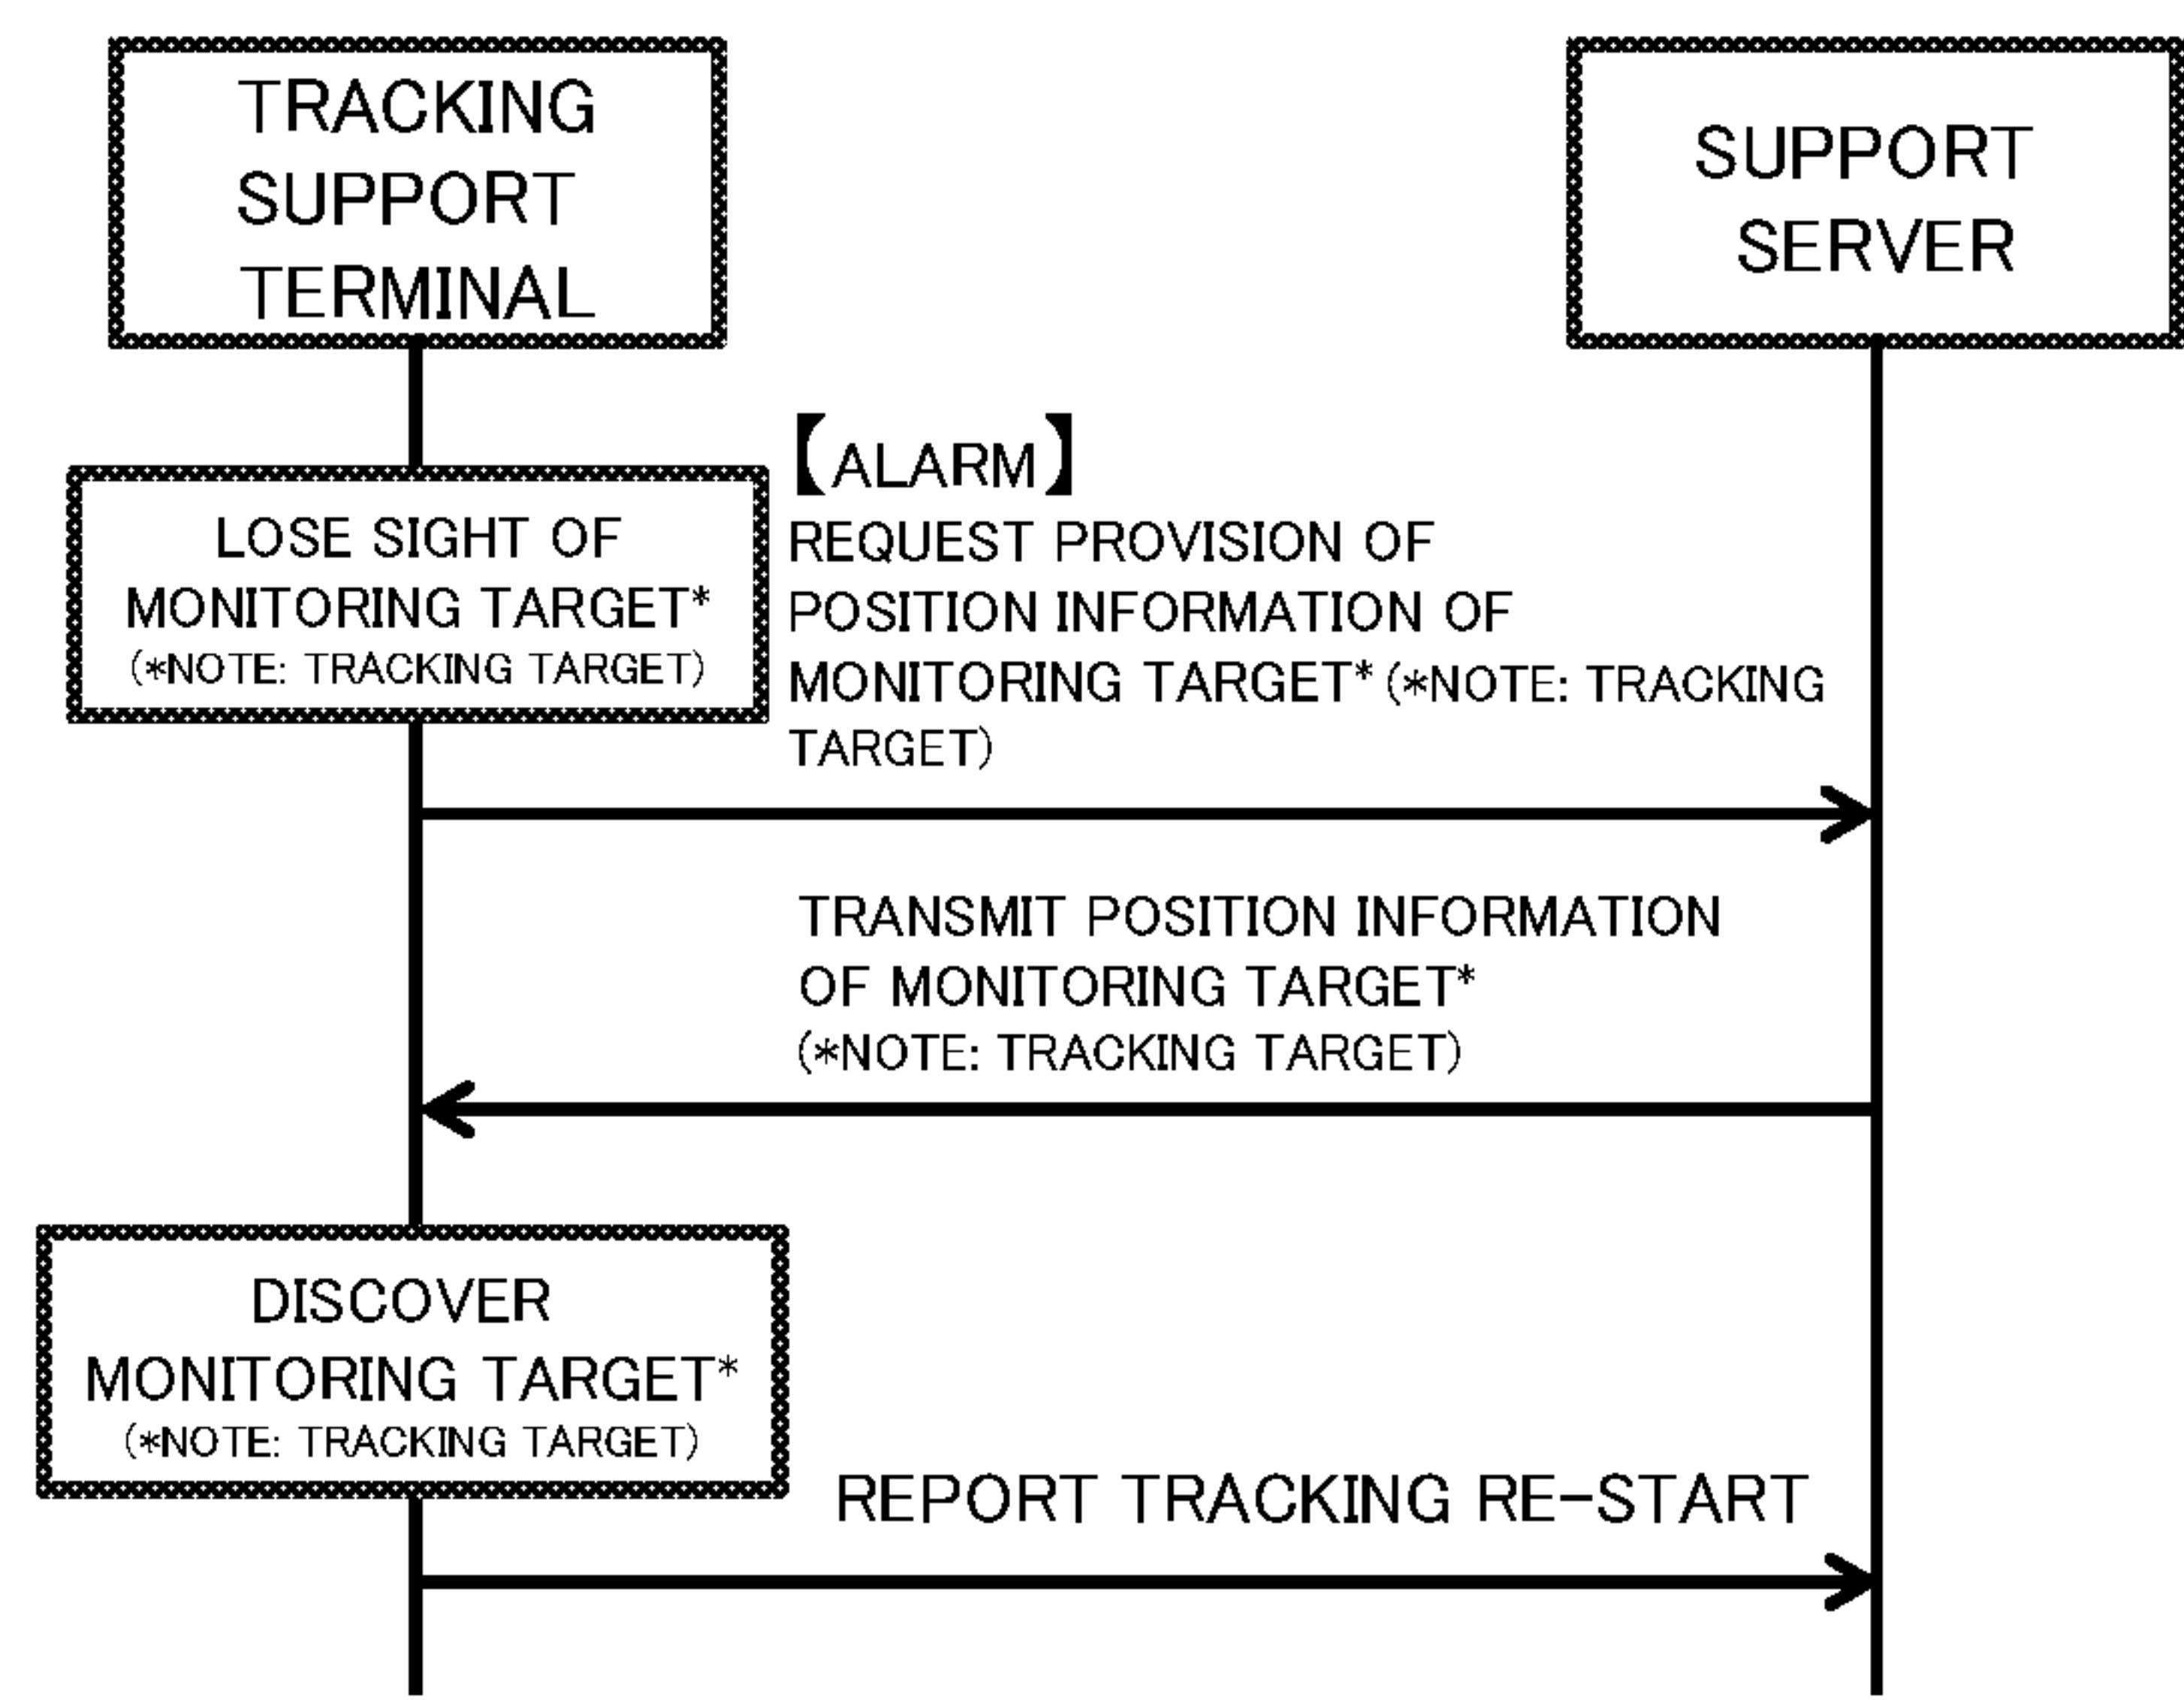 TRACKING
SUPPORT
TERMINAL
SUPPORT
SERVER
【ALARM】
LOSE SIGHT OF
MONITORING TARGET*
(*NOTE: TRACKING TARGET)
REQUEST PROVISION OF
POSITION INFORMATION OF
MONITORING TARGET* (*NOTE: TRACKING
TARGET)
TRANSMIT POSITION INFORMATION
OF MONITORING TARGET*
(*NOTE: TRACKING TARGET)
DISCOVER
MONITORING TARGET*
(*NOTE: TRACKING TARGET)
REPORT TRACKING RE-START